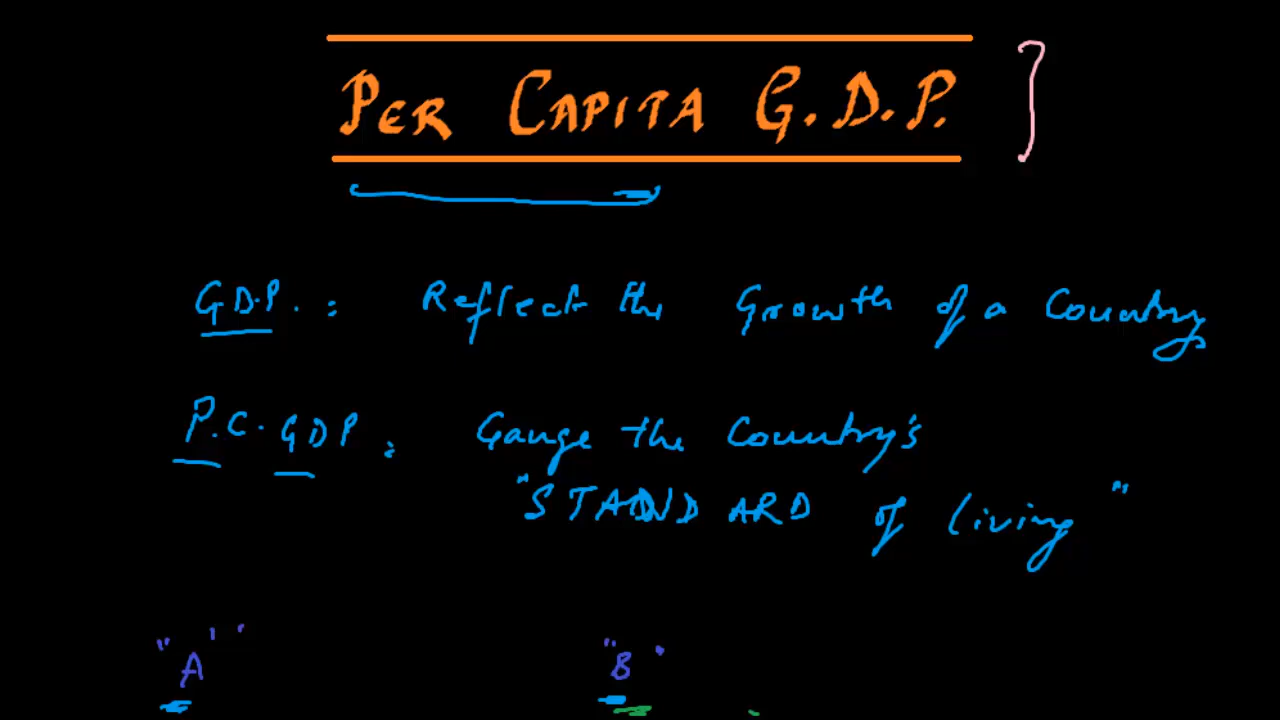 PER CAPITA G.D.P.
G.D.P. : Reflect the Growth of a Country
P.C. GDP : Gauge the Country's
"STANDARD of living"
"A" "B"